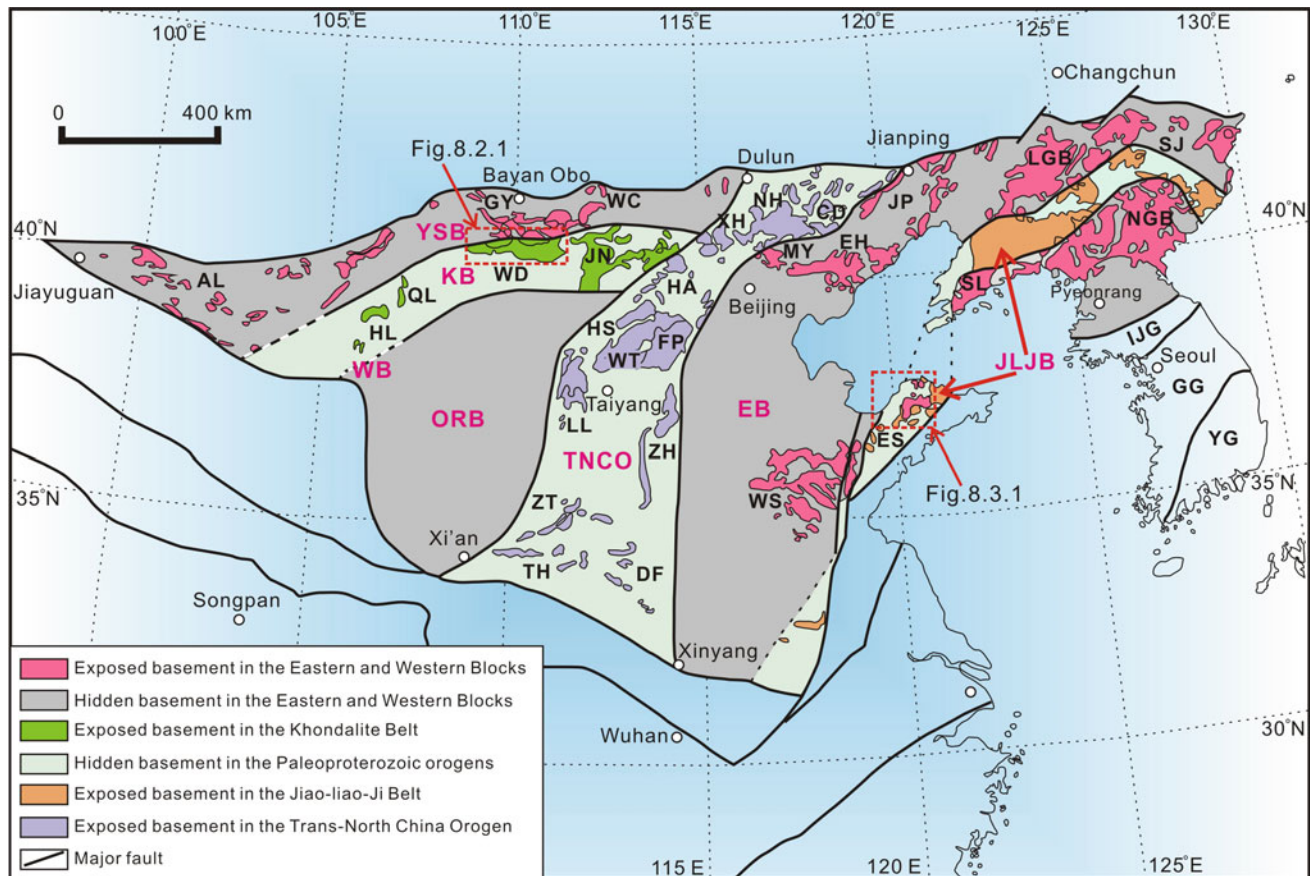 100°E
105°E
110°E
115°E
120°E
125°E
130°E
Changchun
0
400 km
Fig.8.2.1
Bayan Obo
Dulun
Jianping
SJ
LGB
GY
WC
NH
CD
XH
JP
NGB
40°N
40°N
YSB
JN
MY
EH
KB
WD
AL
QL
HA
Beijing
SL
Pyeonrang
Jiayuguan
HL
HS
FP
IJG
WB
WT
Seoul
JLJB
GG
ORB
Taiyang
EB
LL
ES
YG
TNCO
ZH
35°N
Fig.8.3.1
35°N
WS
ZT
Xi'an
TH
DF
Songpan
Xinyang
Exposed basement in the Eastern and Western Blocks
Hidden basement in the Eastern and Western Blocks
Exposed basement in the Khondalite Belt
Wuhan
30°N
Hidden basement in the Paleoproterozoic orogens
Exposed basement in the Jiao-liao-Ji Belt
Exposed basement in the Trans-North China Orogen
Major fault
115°E
120°E
125°E